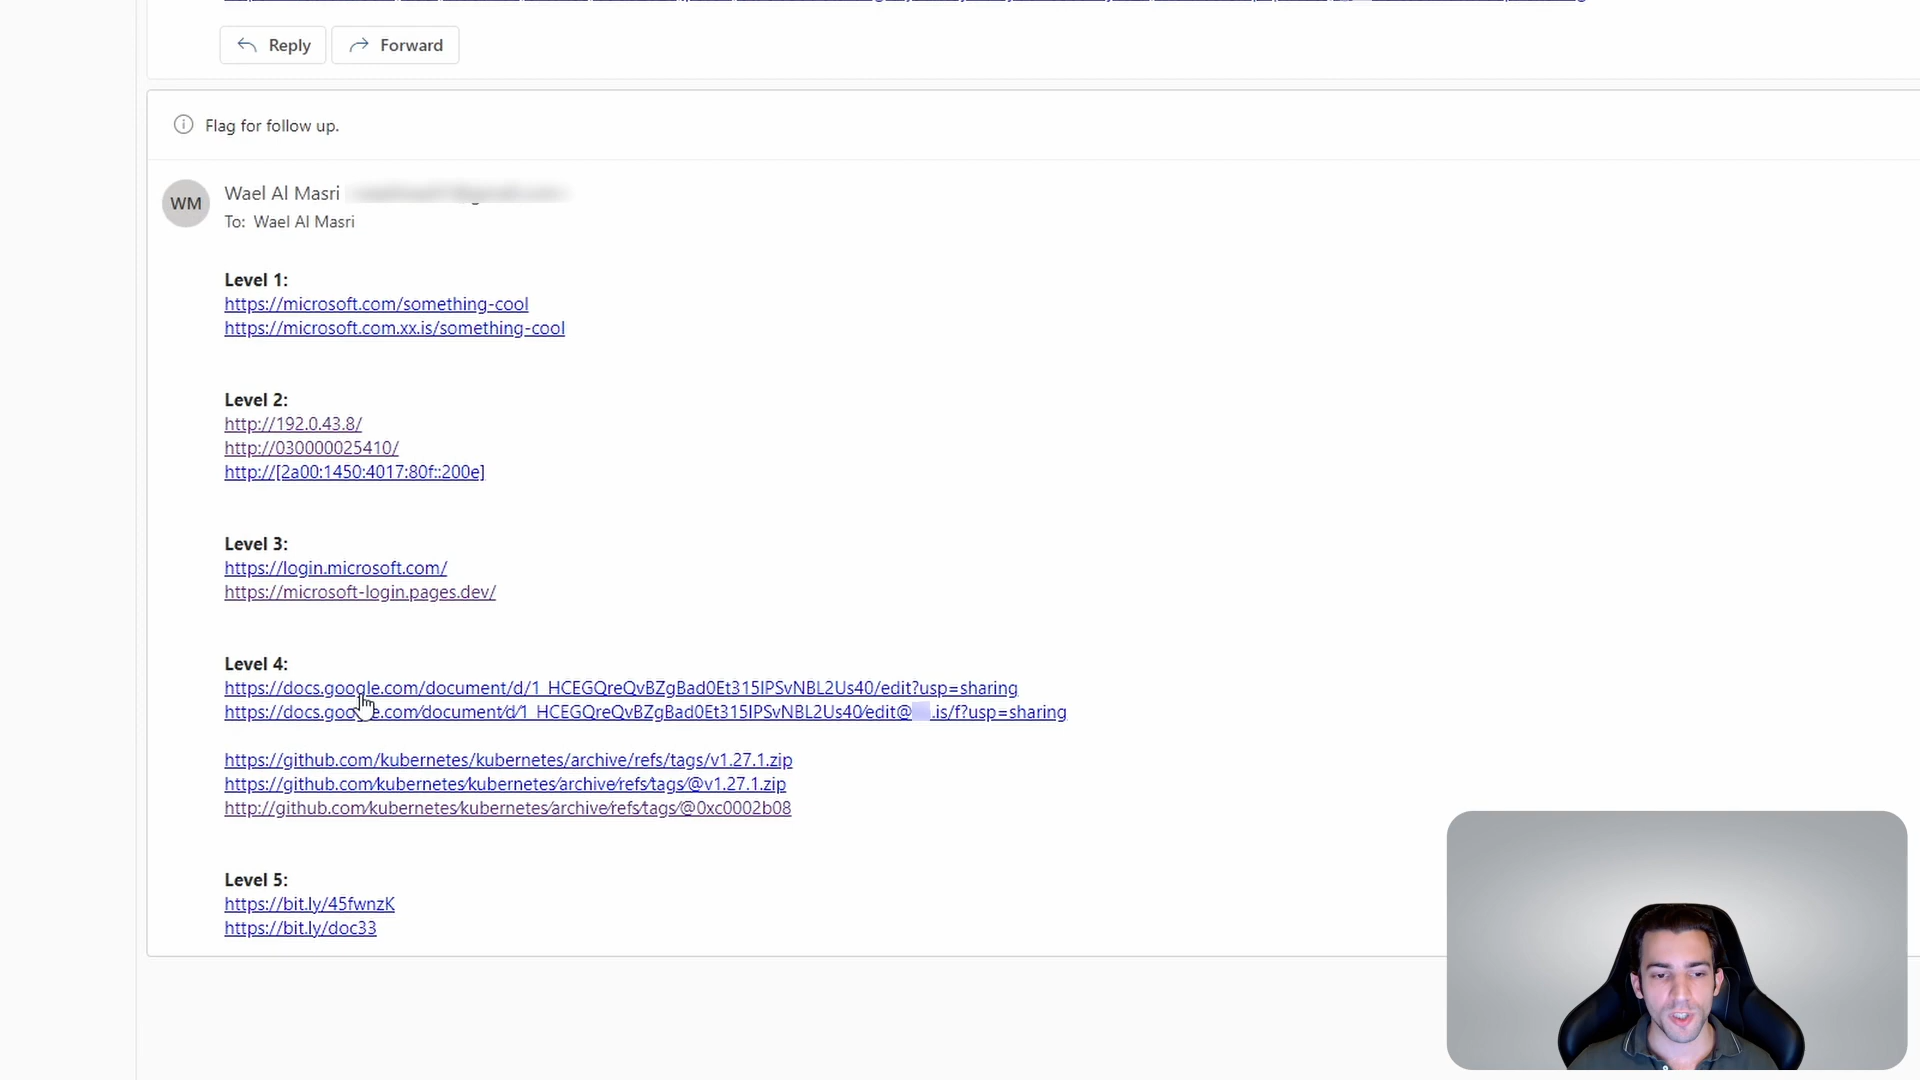 Reply
Forward
Flag for follow up.
WM
Wael Al Masri
To: Wael Al Masri
Level 1:
https://microsoft.com/something-cool
https://microsoft.com.xx.is/something-cool
Level 2:
http://192.0.43.8/
http://030000025410/
http://[2a00:1450:4017:80f::200e]
Level 3:
https://login.microsoft.com/
https://microsoft-login.pages.dev/
Level 4:
https://docs.google.com/document/d/1_HCEGQreQvBZgBad0Et315IPSvNBL2Us40/edit?usp=sharing
https://docs.google.com∕document∕d∕1_HCEGQreQvBZgBad0Et315IPSvNBL2Us40∕edit@ .is/f?usp=sharing
https://github.com/kubernetes/kubernetes/archive/refs/tags/v1.27.1.zip
https://github.com∕kubernetes∕kubernetes∕archive∕refs∕tags∕@v1.27.1.zip
http://github.com∕kubernetes∕kubernetes∕archive∕refs∕tags∕@0xc0002b08
Level 5:
https://bit.ly/45fwnzK
https://bit.ly/doc33